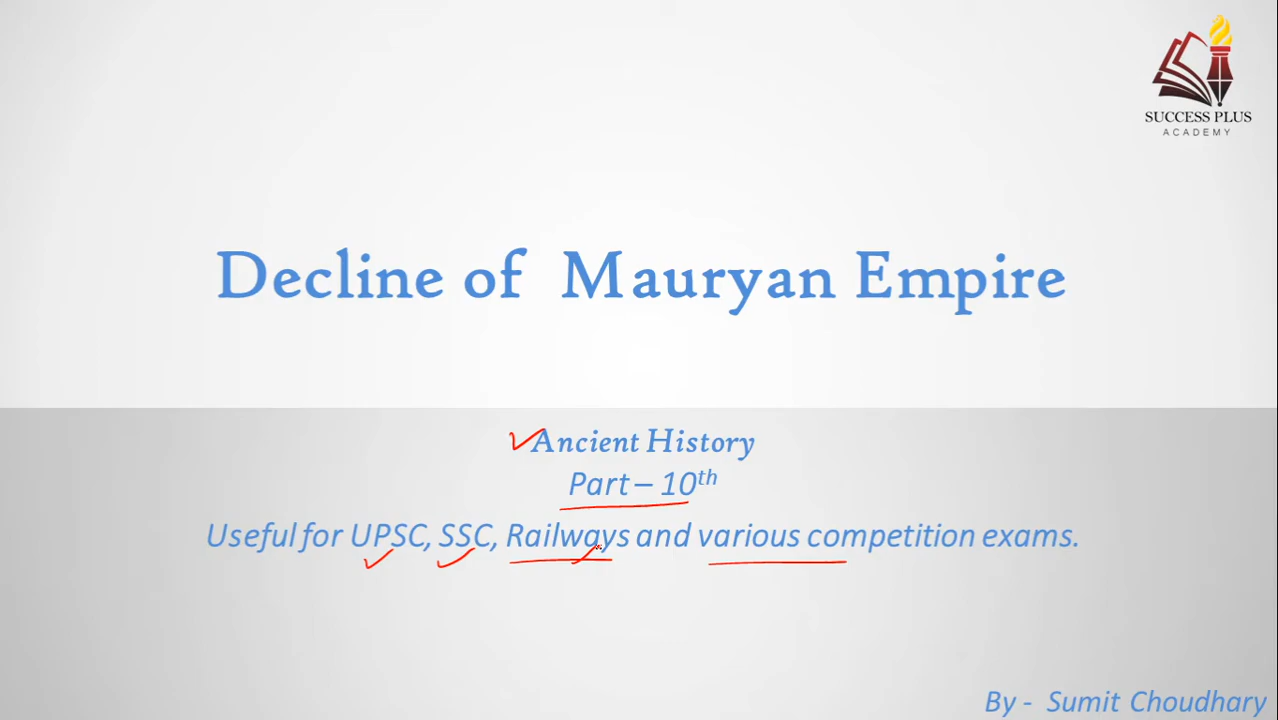 SUCCESS PLUS
ACADEMY
Decline of Mauryan Empire
Ancient History
Part – 10th
Useful for UPSC, SSC, Railways and various competition exams.
By - Sumit Choudhary